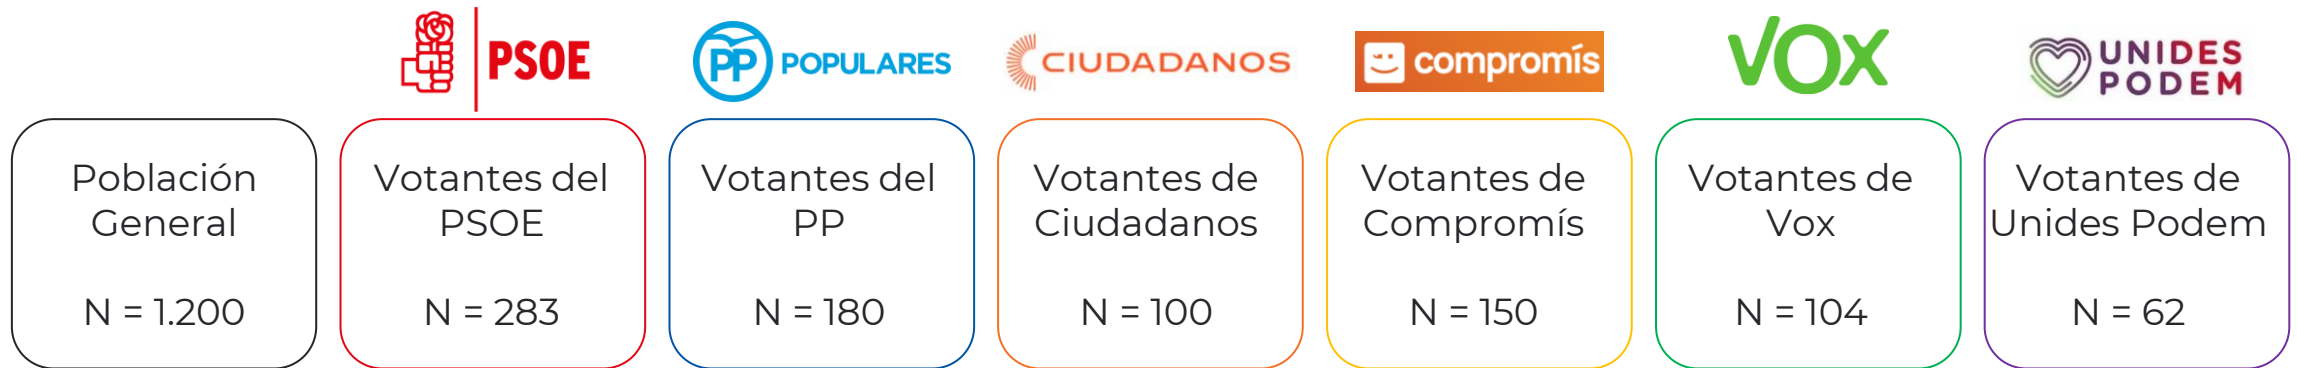 PSOE
PP POPULARES
CIUDADANOS
compromís
VOX
UNIDES
PODEM
Población
General
N = 1.200
Votantes del
PSOE
N = 283
Votantes del
PP
N = 180
Votantes de
Ciudadanos
N = 100
Votantes de
Compromís
N = 150
Votantes de
Vox
N = 104
Votantes de
Unides Podem
N = 62